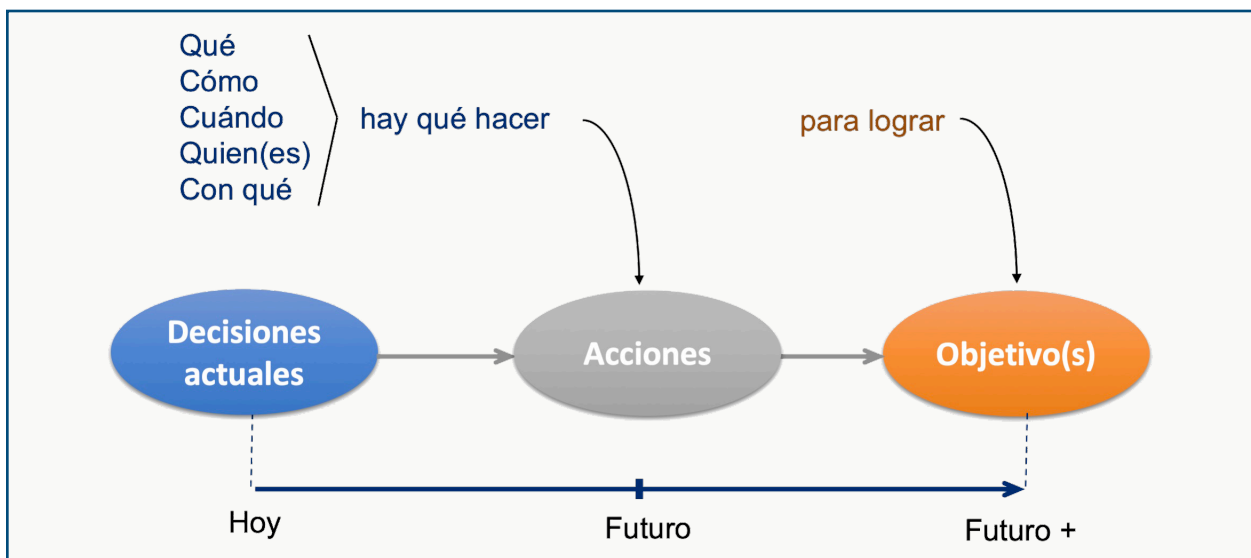 Qué
Cómo
Cuándo
Quien(es)
Con qué
hay qué hacer
para lograr
Decisiones
actuales
Acciones
Objetivo(s)
Hoy
Futuro
Futuro +